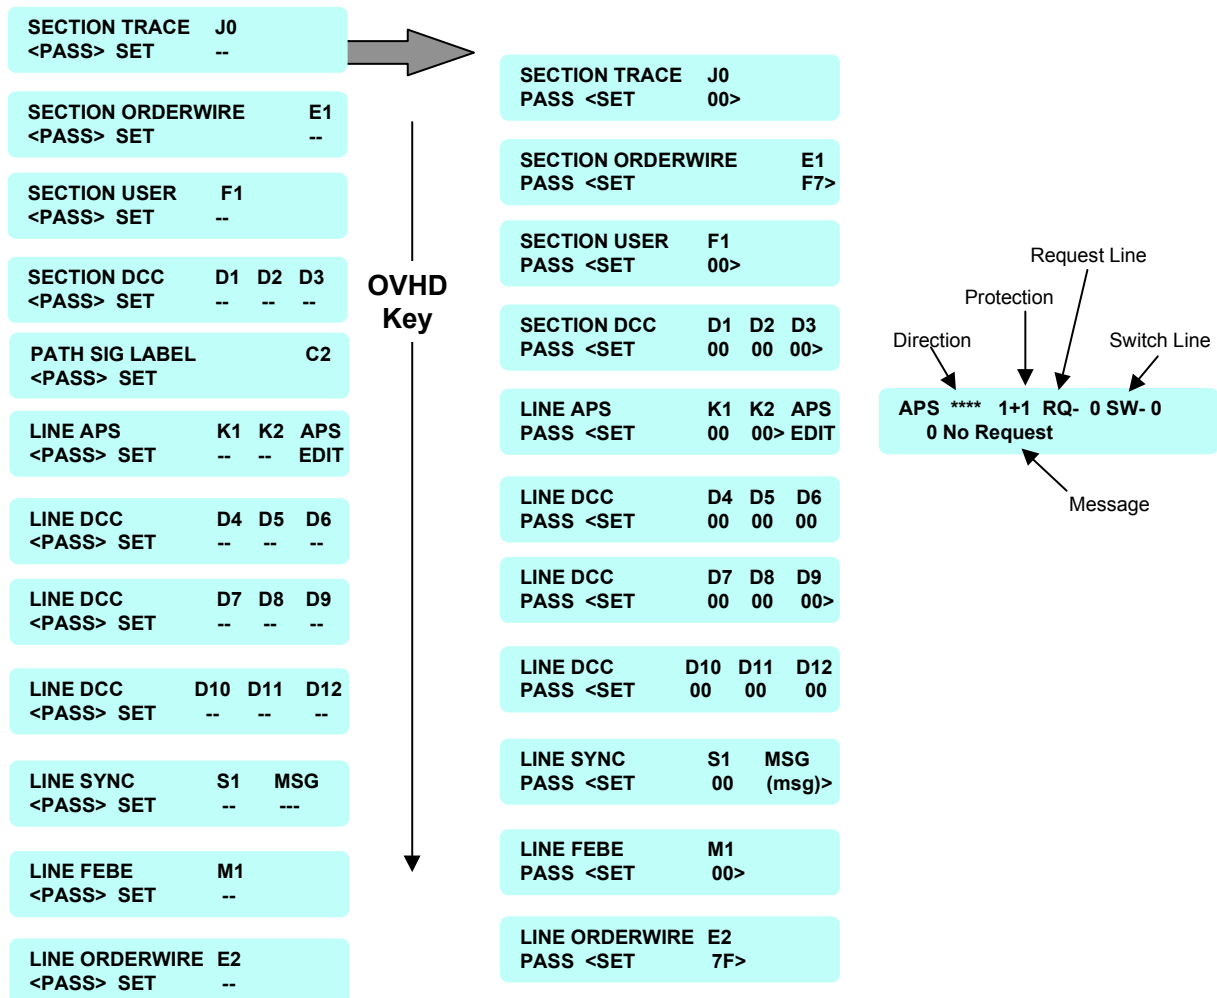 SECTION TRACE J0
<PASS> SET --
SECTION ORDERWIRE E1
<PASS> SET --
SECTION USER F1
<PASS> SET --
SECTION DCC D1 D2 D3
<PASS> SET -- -- --
PATH SIG LABEL C2
<PASS> SET
LINE APS K1 K2 APS
<PASS> SET -- -- EDIT
LINE DCC D4 D5 D6
<PASS> SET -- -- --
LINE DCC D7 D8 D9
<PASS> SET -- -- --
LINE DCC D10 D11 D12
<PASS> SET -- -- --
LINE SYNC S1 MSG
<PASS> SET -- ---
LINE FEBE M1
<PASS> SET --
LINE ORDERWIRE E2
<PASS> SET --
OVHD
Key
SECTION TRACE J0
PASS <SET 00>
SECTION ORDERWIRE E1
PASS <SET F7>
SECTION USER F1
PASS <SET 00>
SECTION DCC D1 D2 D3
PASS <SET 00 00 00>
LINE APS K1 K2 APS
PASS <SET 00 00> EDIT
LINE DCC D4 D5 D6
PASS <SET 00 00 00
LINE DCC D7 D8 D9
PASS <SET 00 00 00>
LINE DCC D10 D11 D12
PASS <SET 00 00 00
LINE SYNC S1 MSG
PASS <SET 00 (msg)>
LINE FEBE M1
PASS <SET 00>
LINE ORDERWIRE E2
PASS <SET 7F>
Request Line
Protection
Direction
Switch Line
APS **** 1+1 RQ- 0 SW- 0
0 No Request
Message